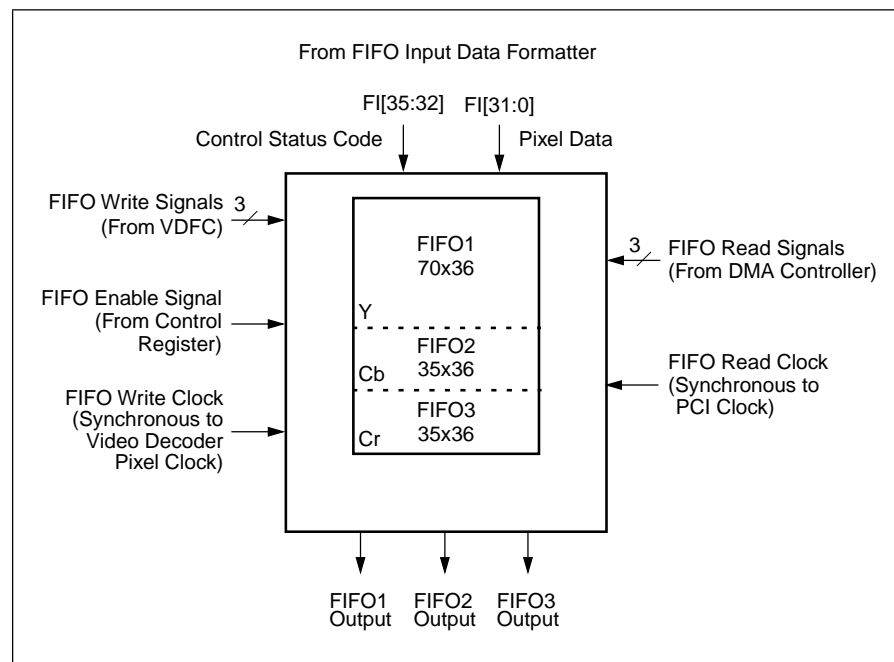 From FIFO Input Data Formatter
FI[35:32]
FI[31:0]
Control Status Code
Pixel Data
FIFO Write Signals
(From VDFC)
3
FIFO Enable Signal
(From Control
Register)
FIFO Write Clock
(Synchronous to
Video Decoder
Pixel Clock)
FIFO1
70x36
Y
FIFO2
35x36
Cb
FIFO3
35x36
Cr
3
FIFO Read Signals
(From DMA Controller)
FIFO Read Clock
(Synchronous to
PCI Clock)
FIFO1
Output
FIFO2
Output
FIFO3
Output